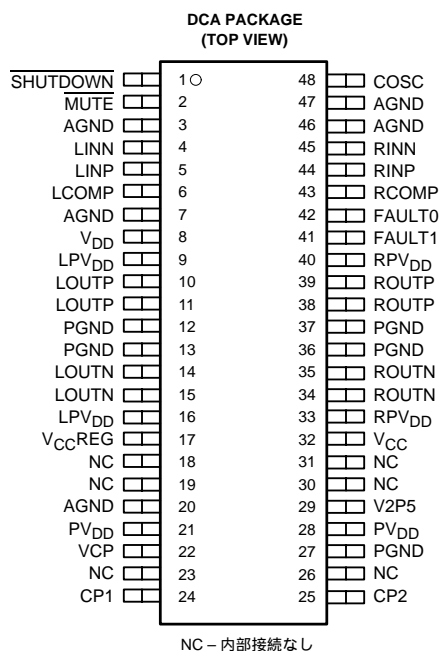 DCA PACKAGE
(TOP VIEW)
SHUTDOWN 1 48 COSC
MUTE 2 47 AGND
AGND 3 46 AGND
LINN 4 45 RINN
LINP 5 44 RINP
LCOMP 6 43 RCOMP
AGND 7 42 FAULT0
VDD 8 41 FAULT1
LPVDD 9 40 RPVDD
LOUTP 10 39 ROUTP
LOUTP 11 38 ROUTP
PGND 12 37 PGND
PGND 13 36 PGND
LOUTN 14 35 ROUTN
LOUTN 15 34 ROUTN
LPVDD 16 33 RPVDD
VCCREG 17 32 VCC
NC 18 31 NC
NC 19 30 NC
AGND 20 29 V2P5
PVDD 21 28 PVDD
VCP 22 27 PGND
NC 23 26 NC
CP1 24 25 CP2
NC – 内部接続なし